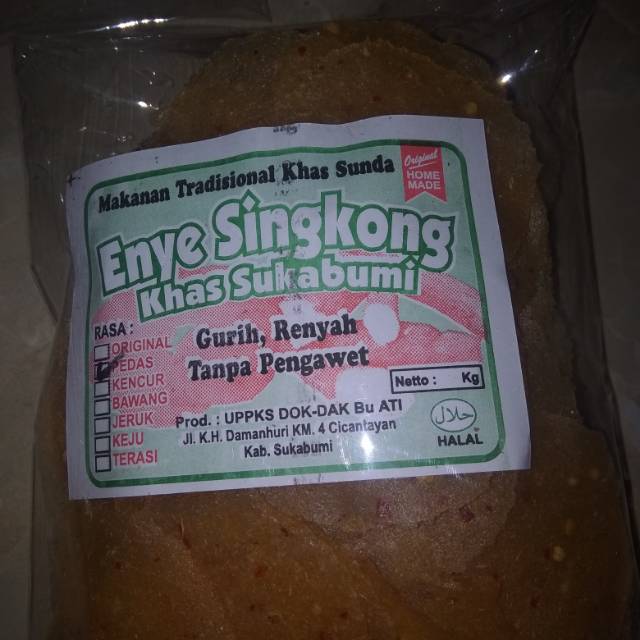 Makanan Tradisional Khas Sunda
Original
HOME
MADE
Enye Singkong
Khas Sukabumi
RASA :
ORIGINAL
PEDAS
KENCUR
BAWANG
JERUK
KEJU
TERASI
Gurih, Renyah
Tanpa Pengawet
Netto : Kg
Prod. : UPPKS DOK-DAK Bu ATI
Jl. K.H. Damanhuri KM. 4 Cicantayan
Kab. Sukabumi
حلال
HALAL